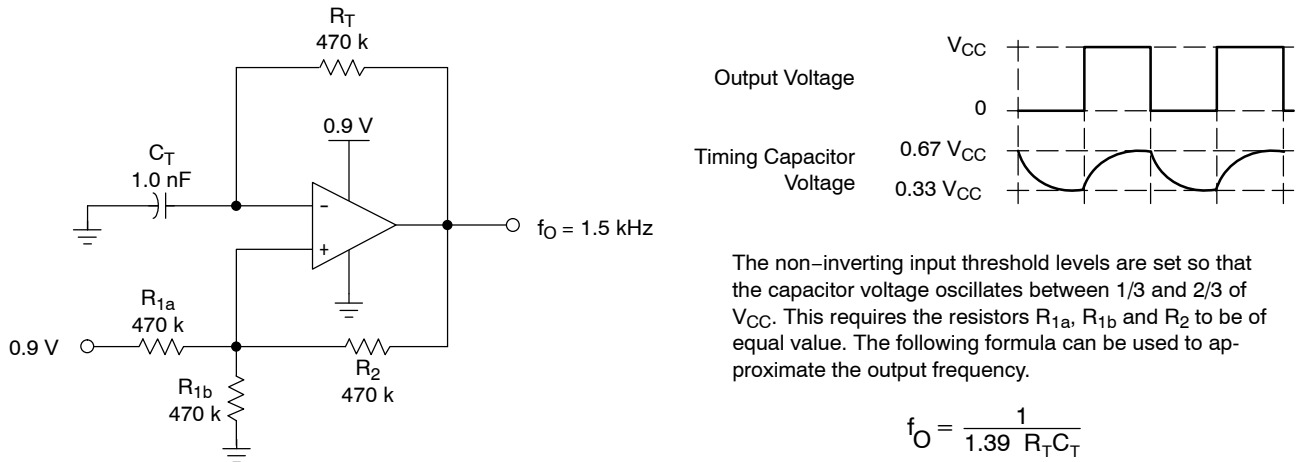 R_T
470 k
0.9 V
C_T
1.0 nF
−
+
f_O = 1.5 kHz
R_1a
470 k
0.9 V
R_1b
470 k
R_2
470 k
Output Voltage
V_CC
0
Timing Capacitor
Voltage
0.67 V_CC
0.33 V_CC
The non−inverting input threshold levels are set so that
the capacitor voltage oscillates between 1/3 and 2/3 of
V_CC. This requires the resistors R_1a, R_1b and R_2 to be of
equal value. The following formula can be used to ap-
proximate the output frequency.
f_O = 1 / 1.39 R_TC_T